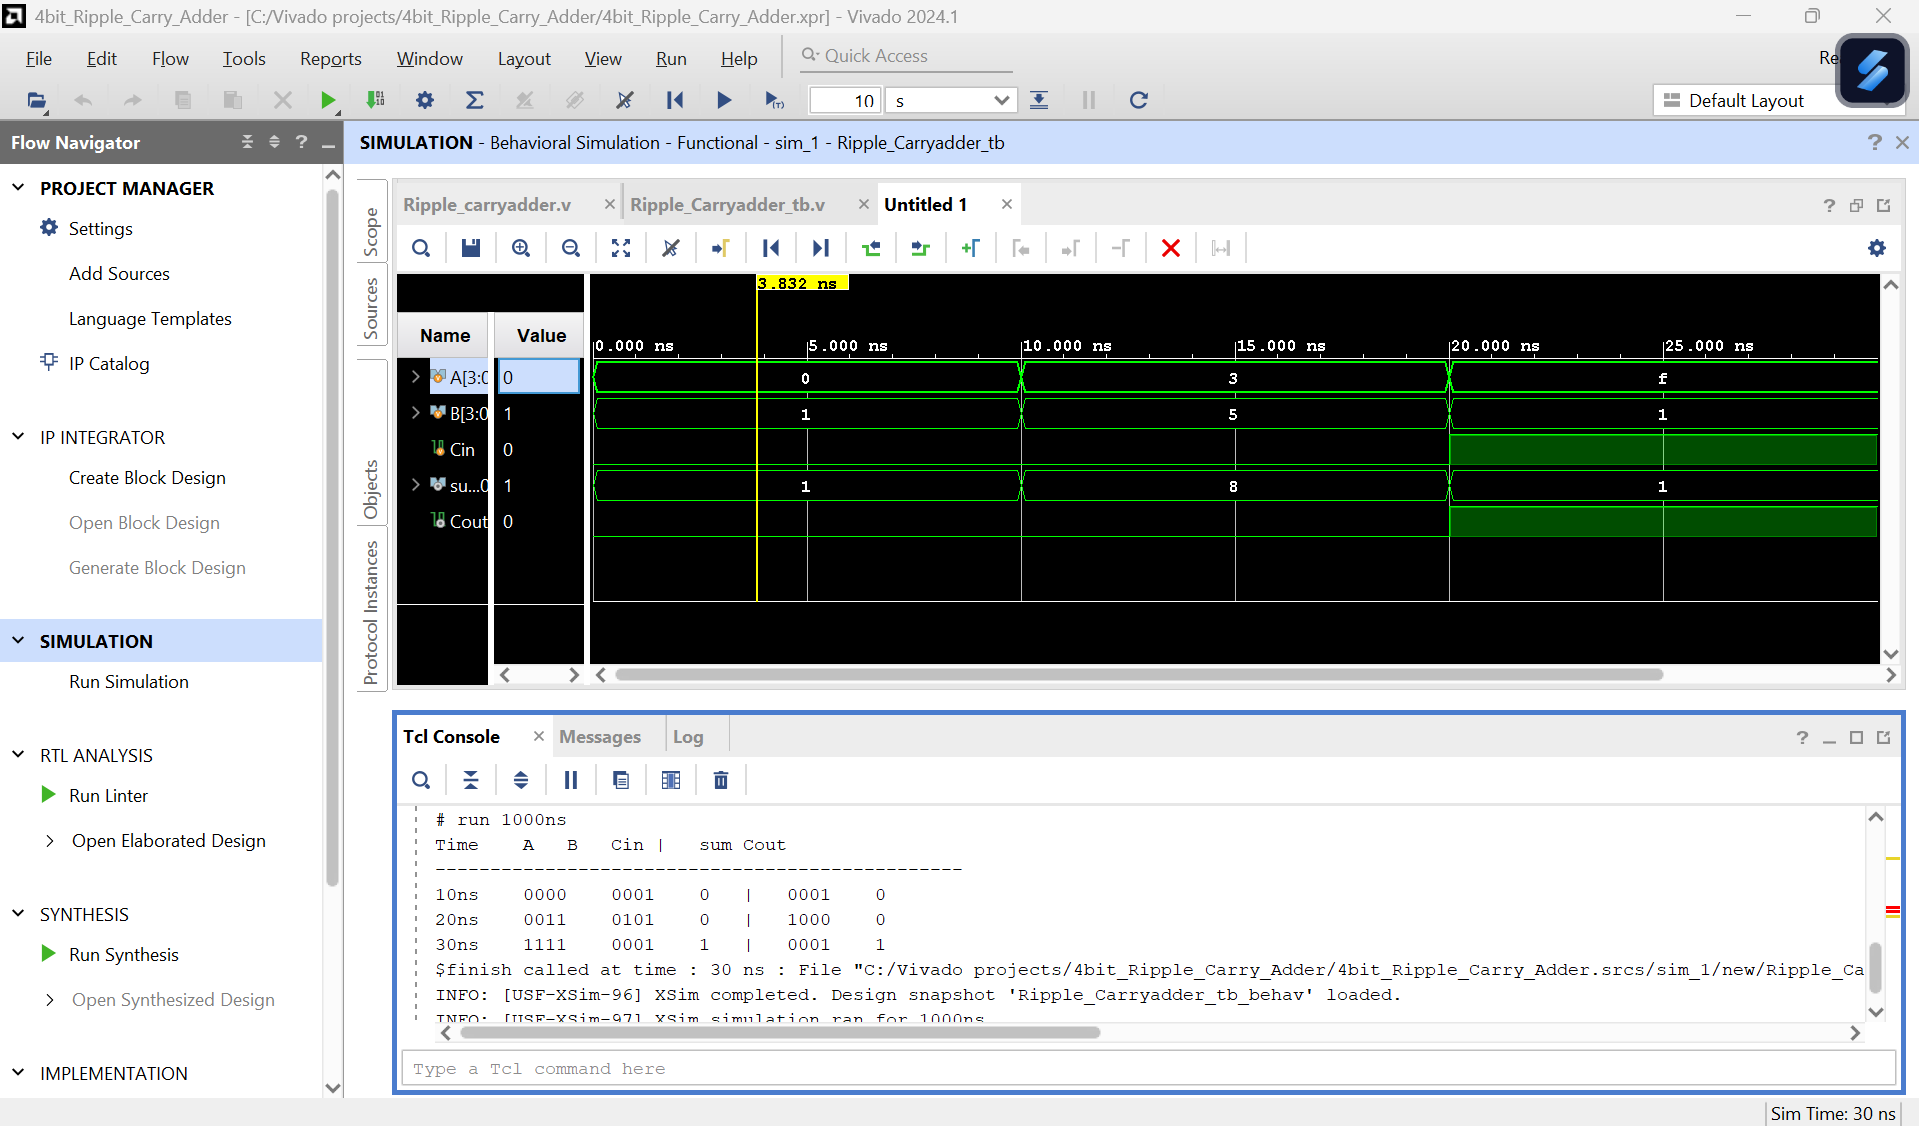 4bit_Ripple_Carry_Adder - [C:/Vivado projects/4bit_Ripple_Carry_Adder/4bit_Ripple_Carry_Adder.xpr] - Vivado 2024.1
File Edit Flow Tools Reports Window Layout View Run Help Quick Access
10 s Default Layout
Flow Navigator
SIMULATION - Behavioral Simulation - Functional - sim_1 - Ripple_Carryadder_tb
PROJECT MANAGER
Settings
Add Sources
Language Templates
IP Catalog
IP INTEGRATOR
Create Block Design
Open Block Design
Generate Block Design
SIMULATION
Run Simulation
RTL ANALYSIS
Run Linter
Open Elaborated Design
SYNTHESIS
Run Synthesis
Open Synthesized Design
IMPLEMENTATION
Scope
Sources
Objects
Protocol Instances
Ripple_carryadder.v Ripple_Carryadder_tb.v Untitled 1
3.832 ns
Name Value
0.000 ns 5.000 ns 10.000 ns 15.000 ns 20.000 ns 25.000 ns
A[3:0 0 0 3 f
B[3:0 1 1 5 1
Cin 0
su...0 1 1 8 1
Cout 0
Tcl Console Messages Log
# run 1000ns
Time A B Cin | sum Cout
------------------------------------------------
10ns 0000 0001 0 | 0001 0
20ns 0011 0101 0 | 1000 0
30ns 1111 0001 1 | 0001 1
$finish called at time : 30 ns : File "C:/Vivado projects/4bit_Ripple_Carry_Adder/4bit_Ripple_Carry_Adder.srcs/sim_1/new/Ripple_Ca
INFO: [USF-XSim-96] XSim completed. Design snapshot 'Ripple_Carryadder_tb_behav' loaded.
INFO: [USF-XSim-97] XSim simulation ran for 1000ns
Type a Tcl command here
Sim Time: 30 ns